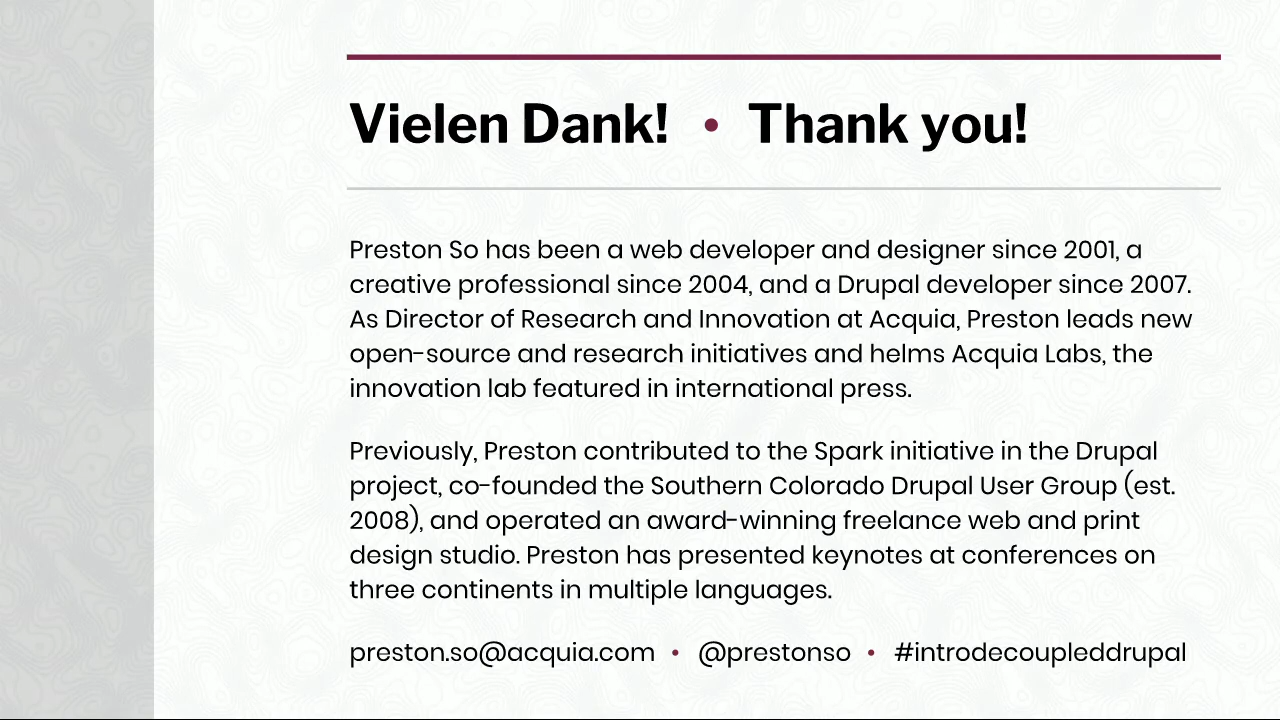 Vielen Dank! • Thank you!
Preston So has been a web developer and designer since 2001, a
creative professional since 2004, and a Drupal developer since 2007.
As Director of Research and Innovation at Acquia, Preston leads new
open-source and research initiatives and helms Acquia Labs, the
innovation lab featured in international press.
Previously, Preston contributed to the Spark initiative in the Drupal
project, co-founded the Southern Colorado Drupal User Group (est.
2008), and operated an award-winning freelance web and print
design studio. Preston has presented keynotes at conferences on
three continents in multiple languages.
preston.so@acquia.com • @prestonso • #introdecoupleddrupal